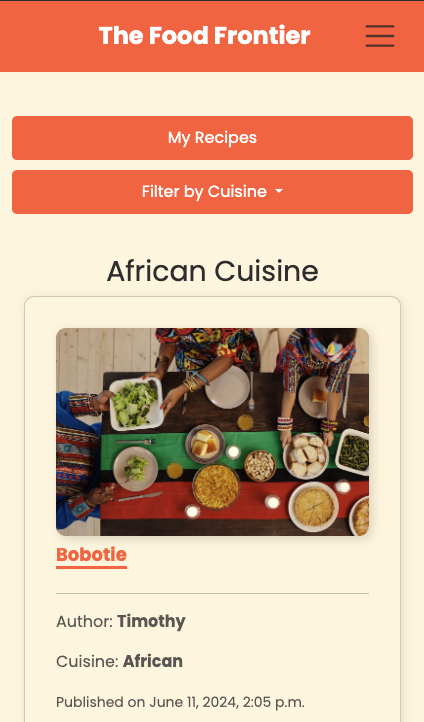 The Food Frontier
My Recipes
Filter by Cuisine
African Cuisine
Bobotie
Author: Timothy
Cuisine: African
Published on June 11, 2024, 2:05 p.m.